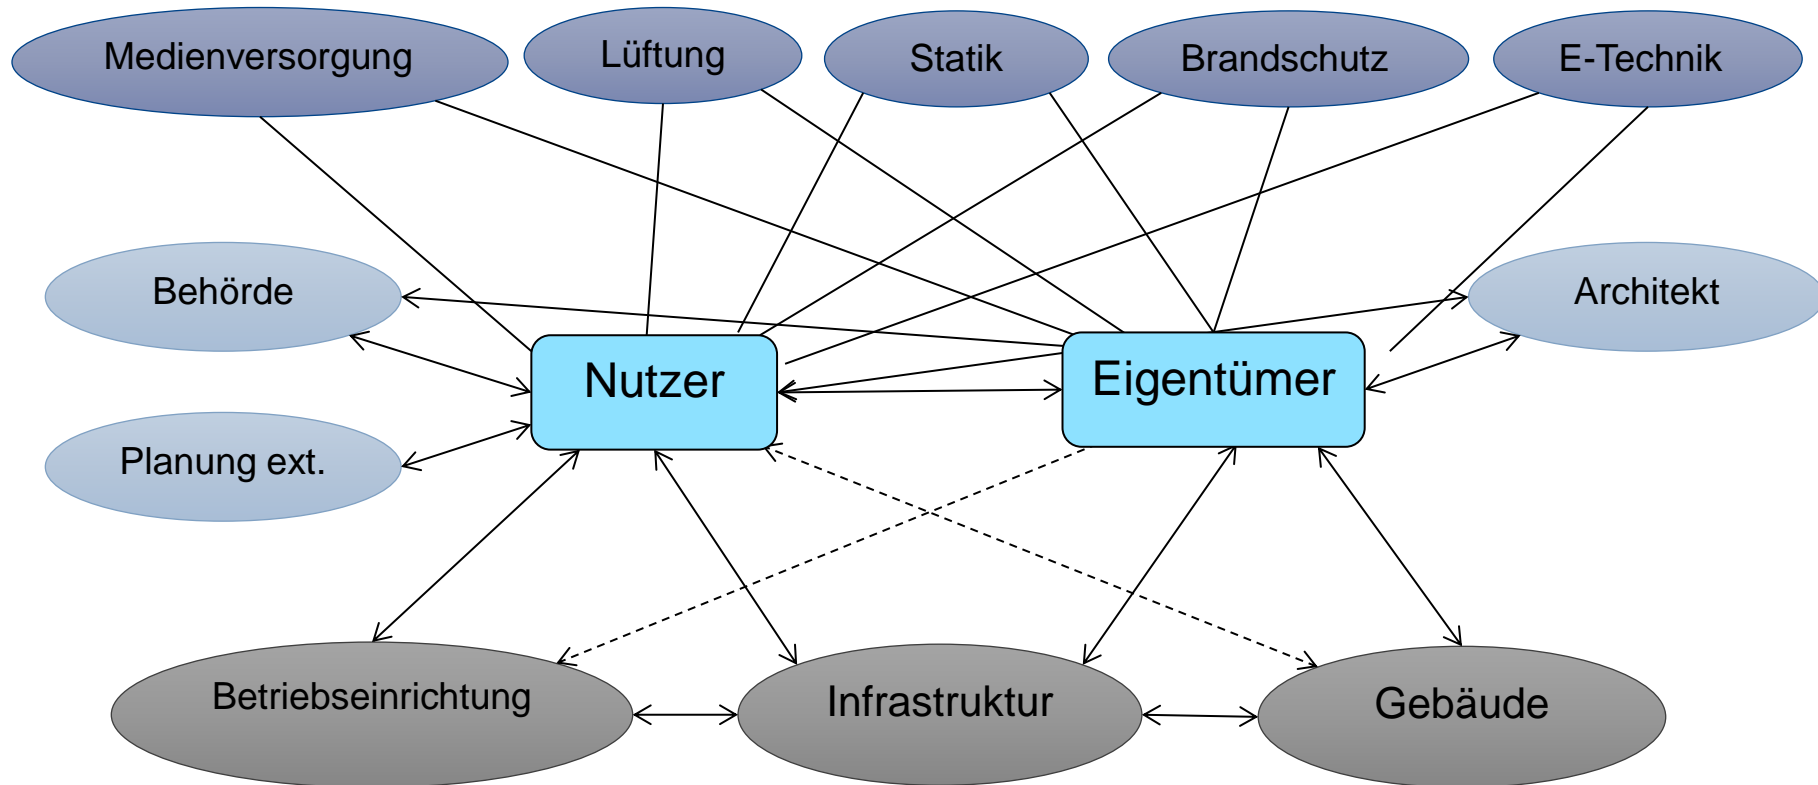 Medienversorgung
Lüftung
Statik
Brandschutz
E-Technik
Behörde
Architekt
Nutzer
Eigentümer
Planung ext.
Betriebseinrichtung
Infrastruktur
Gebäude